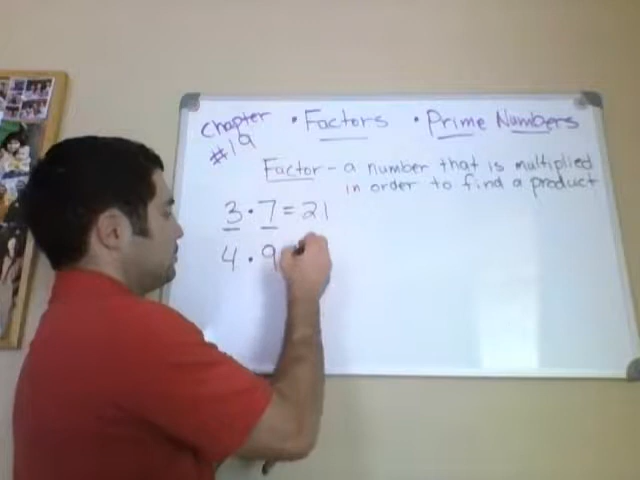 Chapter #19
• Factors • Prime Numbers
Factor - a number that is multiplied
in order to find a product
3 • 7 = 21
4 • 9